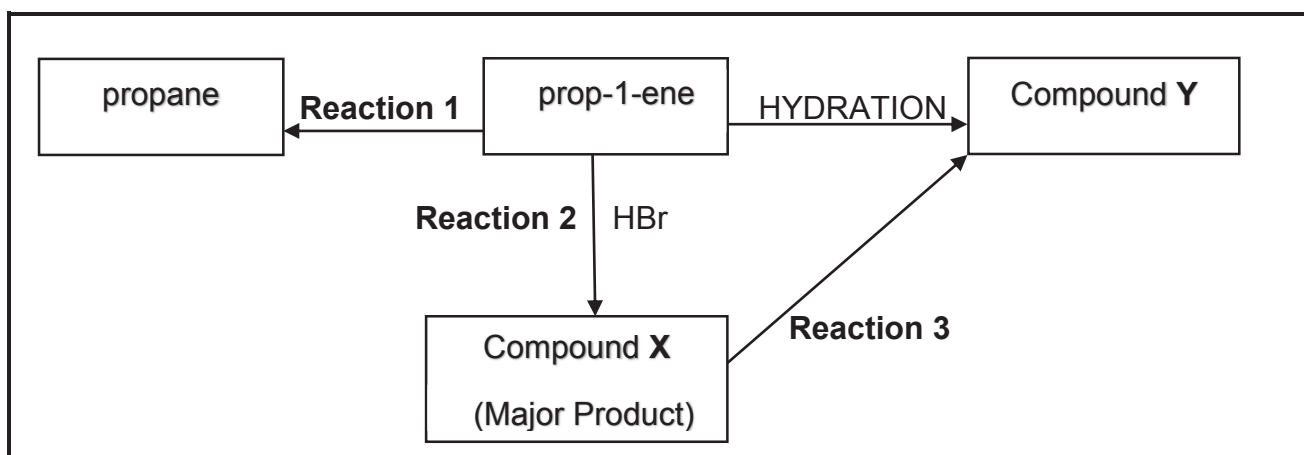 propane
Reaction 1
prop-1-ene
HYDRATION
Compound Y
Reaction 2
HBr
Reaction 3
Compound X
(Major Product)